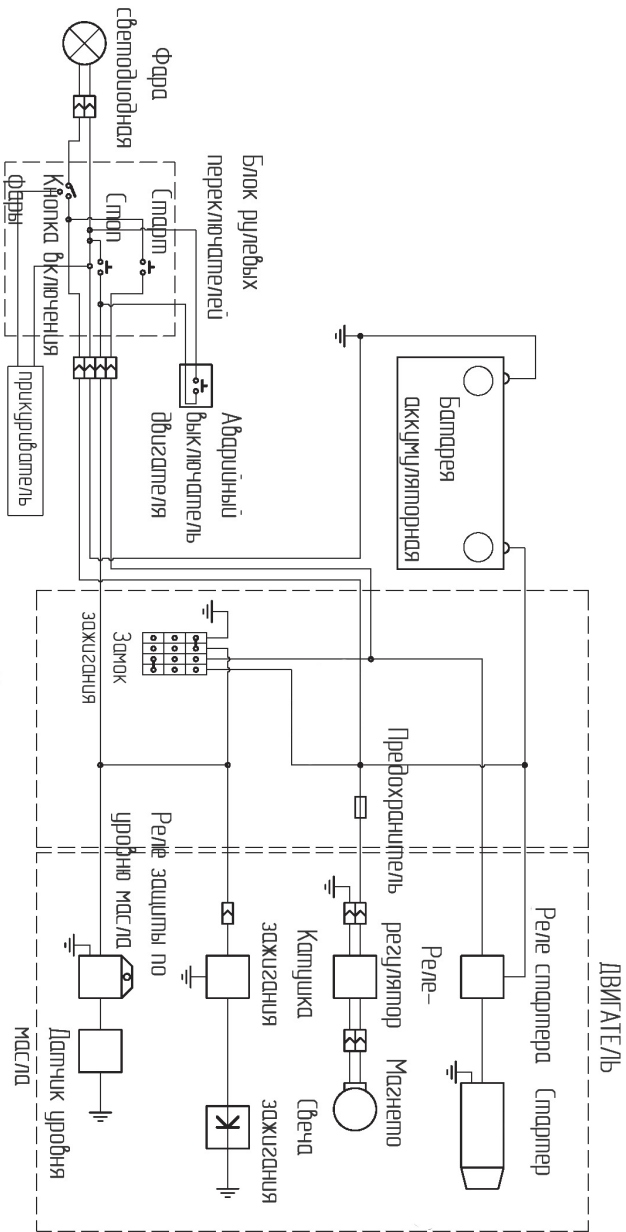 ДВИГАТЕЛЬ
Реле стартера
Стартер
Батарея
аккумуляторная
Предохранитель
Реле-
регулятор
Магнето
Блок рулевых
переключателей
Аварийный
выключатель
двигателя
Катушка
зажигания
Свеча
зажигания
Фара
светодиодная
Старт
Стоп
Кнопка включения
фары
прикуриватель
Замок
зажигания
Реле защиты по
уровню масла
Датчик уровня
масла